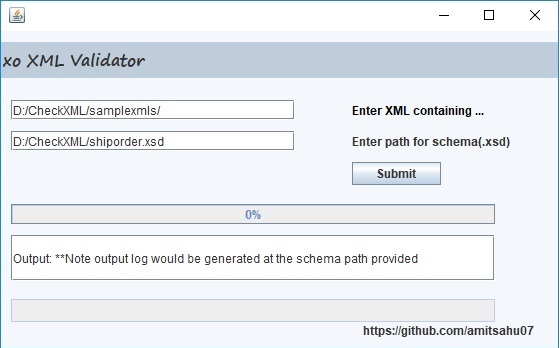 xo XML Validator
D:/CheckXML/samplexmls/
Enter XML containing ...
D:/CheckXML/shiporder.xsd
Enter path for schema(.xsd)
Submit
0%
Output: **Note output log would be generated at the schema path provided
https://github.com/amitsahu07